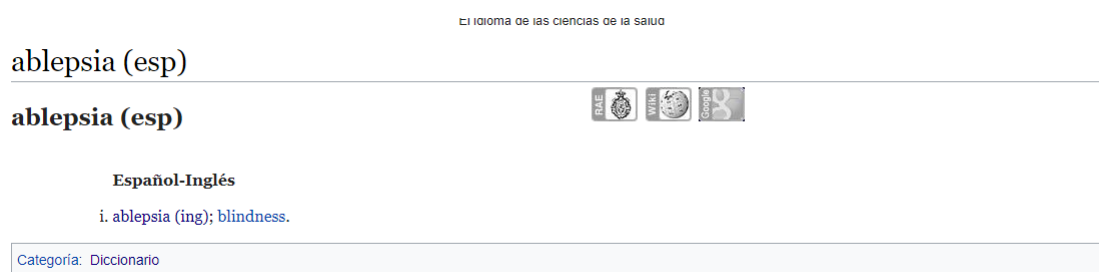 El idioma de las ciencias de la salud
ablepsia (esp)
ablepsia (esp)
RAE
Wiki
Google
Español-Inglés
i. ablepsia (ing); blindness.
Categoría: Diccionario